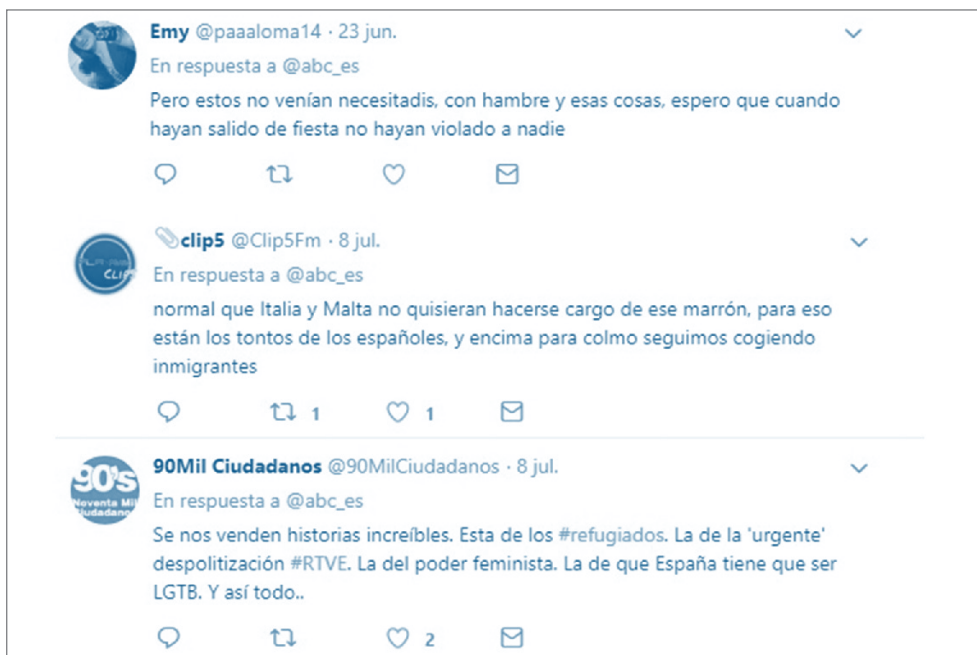 Emy @paaaloma14 · 23 jun.
En respuesta a @abc_es
Pero estos no venían necesitadis, con hambre y esas cosas, espero que cuando
hayan salido de fiesta no hayan violado a nadie
clip5 @Clip5Fm · 8 jul.
CLIP
En respuesta a @abc_es
normal que Italia y Malta no quisieran hacerse cargo de ese marrón, para eso
están los tontos de los españoles, y encima para colmo seguimos cogiendo
inmigrantes
1 1
90Mil Ciudadanos @90MilCiudadanos · 8 jul.
90's
Noventa Mil
Ciudadanos
En respuesta a @abc_es
Se nos venden historias increíbles. Esta de los #refugiados. La de la 'urgente'
despolitización #RTVE. La del poder feminista. La de que España tiene que ser
LGTB. Y así todo..
2